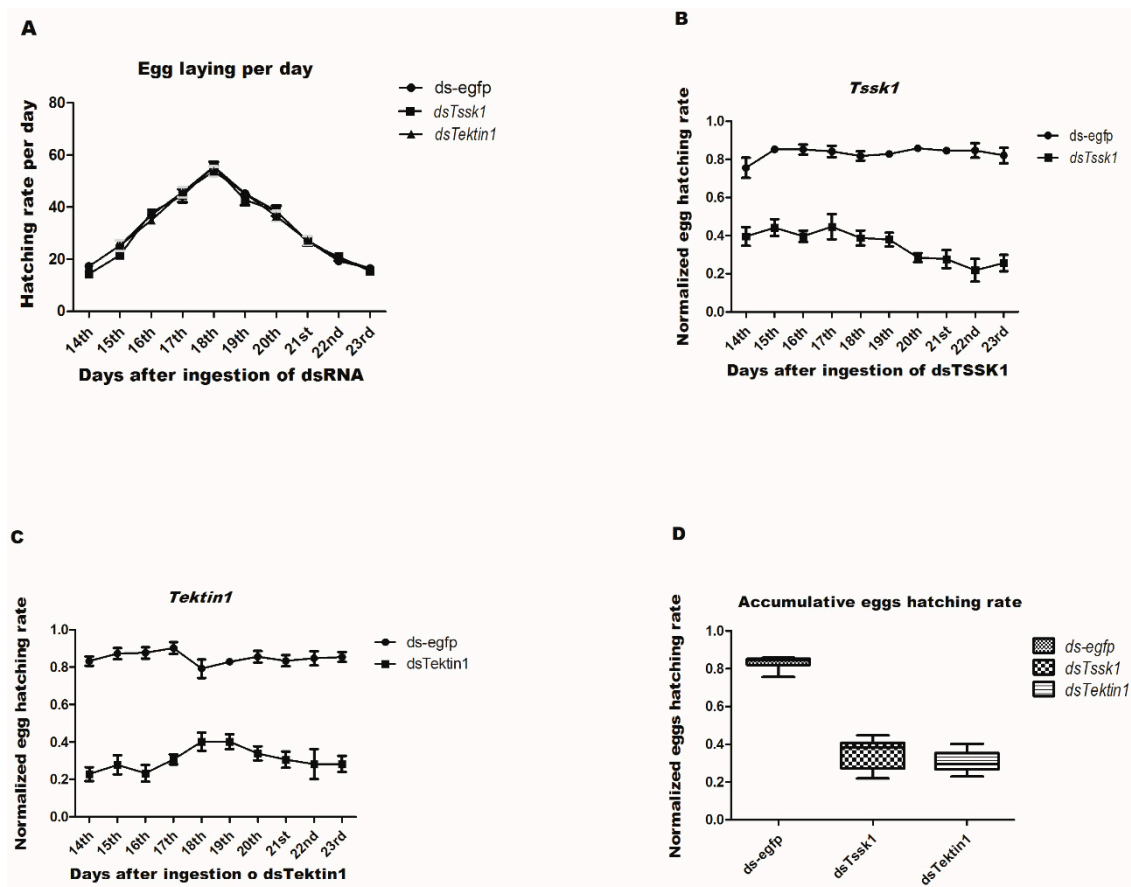 A
Egg laying per day
ds-egfp
dsTssk1
dsTektin1
Hatching rate per day
80
60
40
20
0
14th 15th 16th 17th 18th 19th 20th 21st 22nd 23rd
Days after ingestion of dsRNA
B
Tssk1
ds-egfp
dsTssk1
Normalized egg hatching rate
1.0
0.8
0.6
0.4
0.2
0.0
14th 15th 16th 17th 18th 19th 20th 21st 22nd 23rd
Days after ingestion of dsTSSK1
C
Tektin1
ds-egfp
dsTektin1
Normalized egg hatching rate
1.0
0.8
0.6
0.4
0.2
0.0
14th 15th 16th 17th 18th 19th 20th 21st 22nd 23rd
Days after ingestion o dsTektin1
D
Accumulative eggs hatching rate
ds-egfp
dsTssk1
dsTektin1
Normalized eggs hatching rate
1.0
0.8
0.6
0.4
0.2
0.0
ds-egfp dsTssk1 dsTektin1